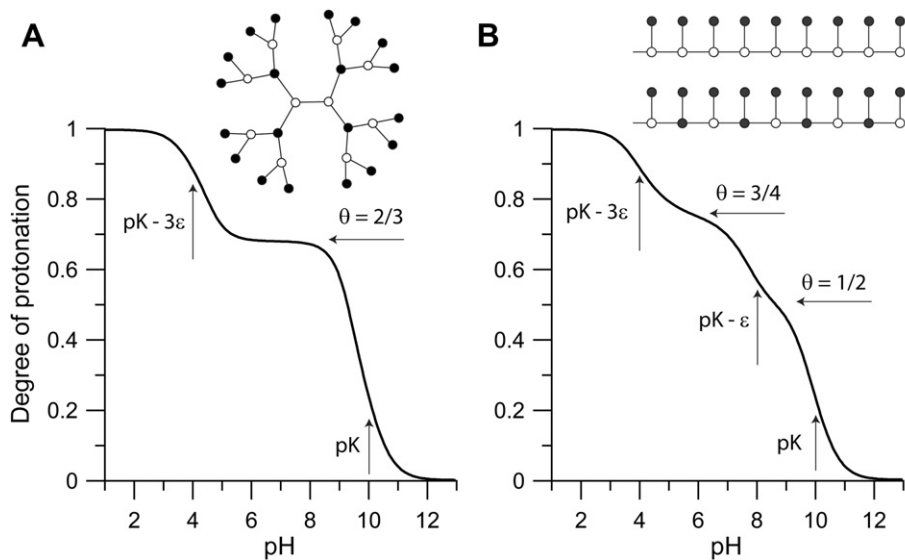 A
B
1
0.8
0.6
0.4
0.2
0
Degree of protonation
pK - 3ε
θ = 2/3
pK
2 4 6 8 10 12
pH
1
0.8
0.6
0.4
0.2
0
pK - 3ε
θ = 3/4
pK - ε
θ = 1/2
pK
2 4 6 8 10 12
pH